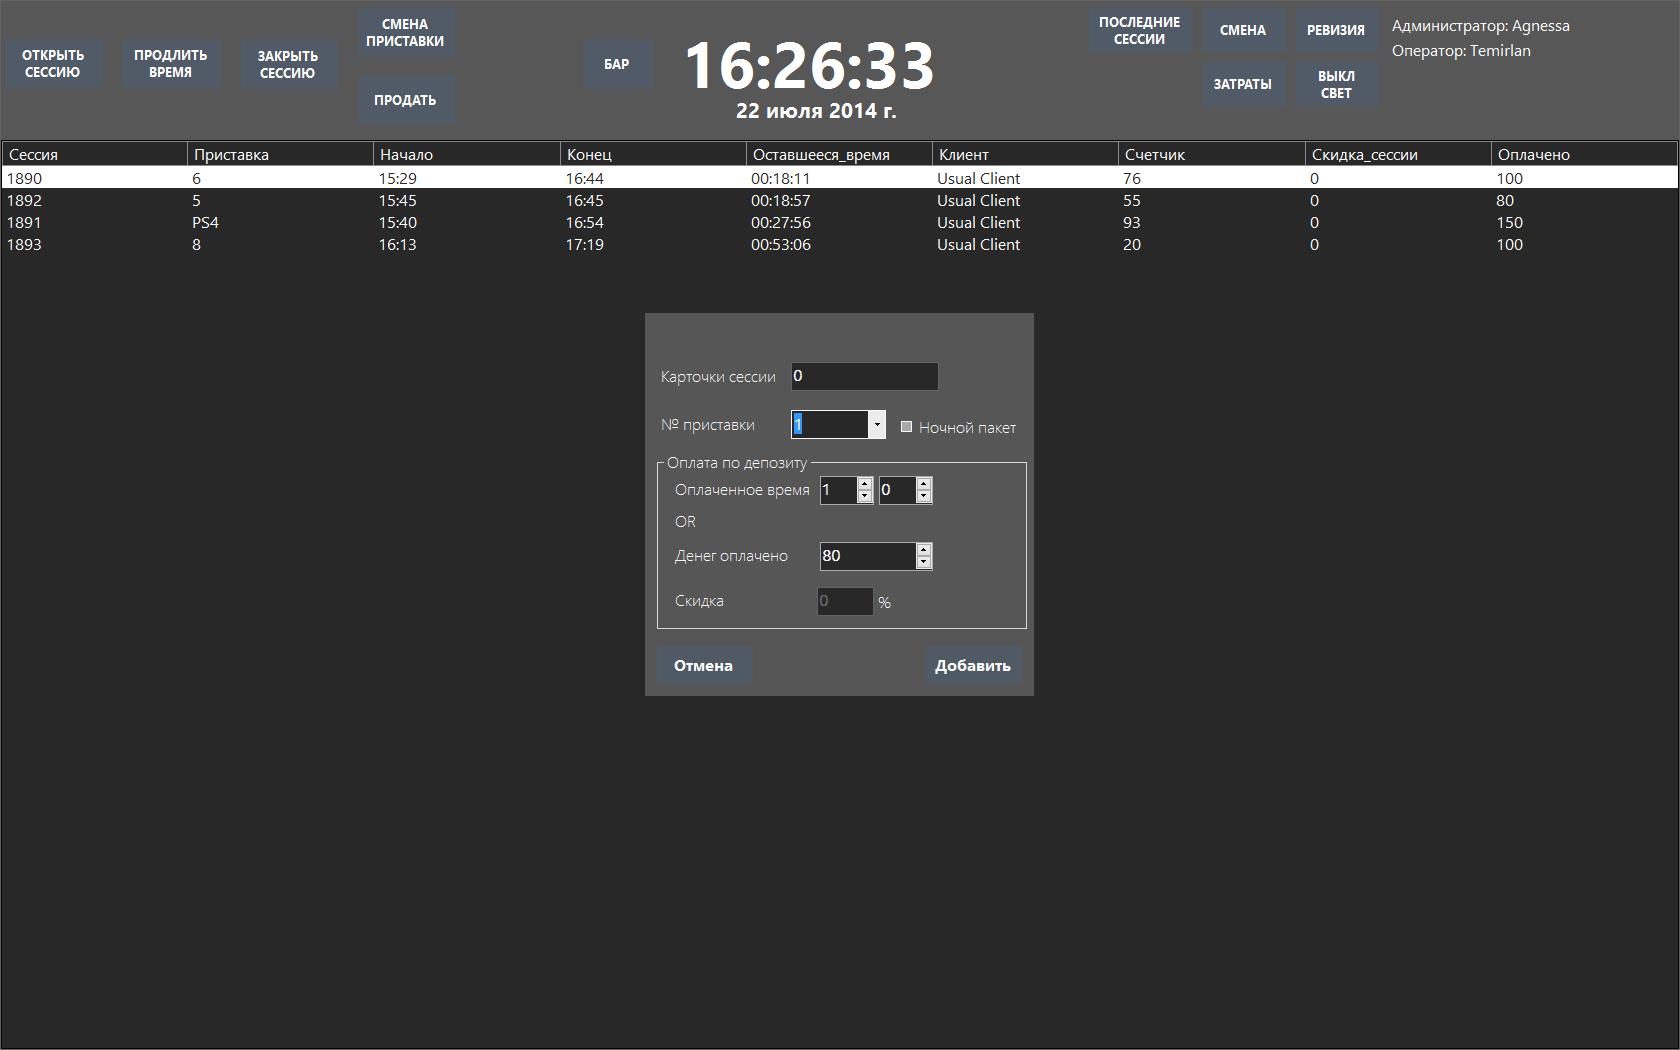 ОТКРЫТЬ
СЕССИЮ
ПРОДЛИТЬ
ВРЕМЯ
ЗАКРЫТЬ
СЕССИЮ
СМЕНА
ПРИСТАВКИ
ПРОДАТЬ
БАР
16:26:33
22 июля 2014 г.
ПОСЛЕДНИЕ
СЕССИИ
СМЕНА
РЕВИЗИЯ
ЗАТРАТЫ
ВЫКЛ
СВЕТ
Администратор: Agnessa
Оператор: Temirlan
Сессия Приставка Начало Конец Оставшееся_время Клиент Счетчик Скидка_сессии Оплачено
1890 6 15:29 16:44 00:18:11 Usual Client 76 0 100
1892 5 15:45 16:45 00:18:57 Usual Client 55 0 80
1891 PS4 15:40 16:54 00:27:56 Usual Client 93 0 150
1893 8 16:13 17:19 00:53:06 Usual Client 20 0 100
Карточки сессии 0
№ приставки 1 Ночной пакет
Оплата по депозиту
Оплаченное время 1 0
OR
Денег оплачено 80
Скидка 0 %
Отмена Добавить